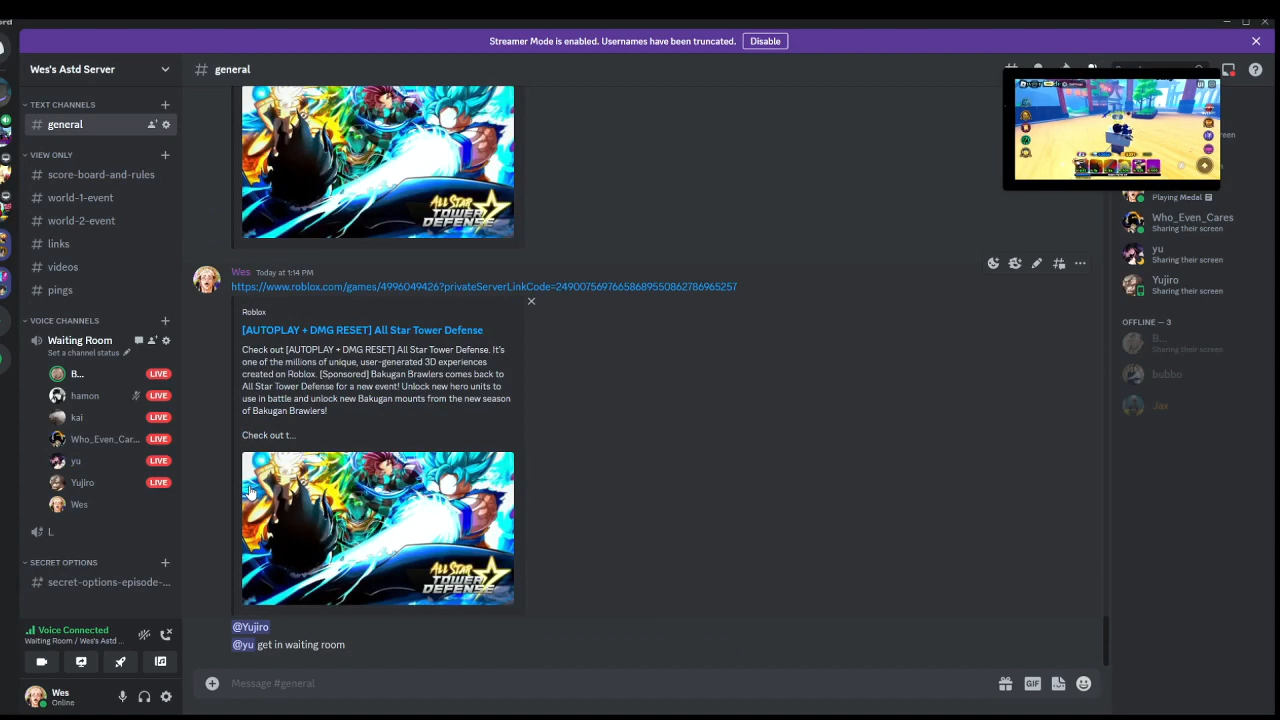 Streamer Mode is enabled. Usernames have been truncated.
Disable
Wes's Astd Server
general
TEXT CHANNELS
general
VIEW ONLY
score-board-and-rules
world-1-event
world-2-event
links
videos
pings
VOICE CHANNELS
Waiting Room
Set a channel status
B...
LIVE
hamon
LIVE
kai
LIVE
Who_Even_Car...
LIVE
yu
LIVE
Yujiro
LIVE
Wes
L
SECRET OPTIONS
secret-options-episode-...
Voice Connected
Waiting Room / Wes's Astd ...
Wes
Online
ALL STAR
TOWER
DEFENSE
Wes Today at 1:14 PM
https://www.roblox.com/games/4996049426?privateServerLinkCode=24900756976658689550862786965257
Roblox
[AUTOPLAY + DMG RESET] All Star Tower Defense
Check out [AUTOPLAY + DMG RESET] All Star Tower Defense. It's
one of the millions of unique, user-generated 3D experiences
created on Roblox. [Sponsored] Bakugan Brawlers comes back to
All Star Tower Defense for a new event! Unlock new hero units to
use in battle and unlock new Bakugan mounts from the new season
of Bakugan Brawlers!
Check out t...
ALL STAR
TOWER
DEFENSE
@Yujiro
@yu get in waiting room
Message #general
GIF
screen
Playing Medal
Who_Even_Cares
Sharing their screen
yu
Sharing their screen
Yujiro
Sharing their screen
OFFLINE — 3
B...
Sharing their screen
bubbo
Jax